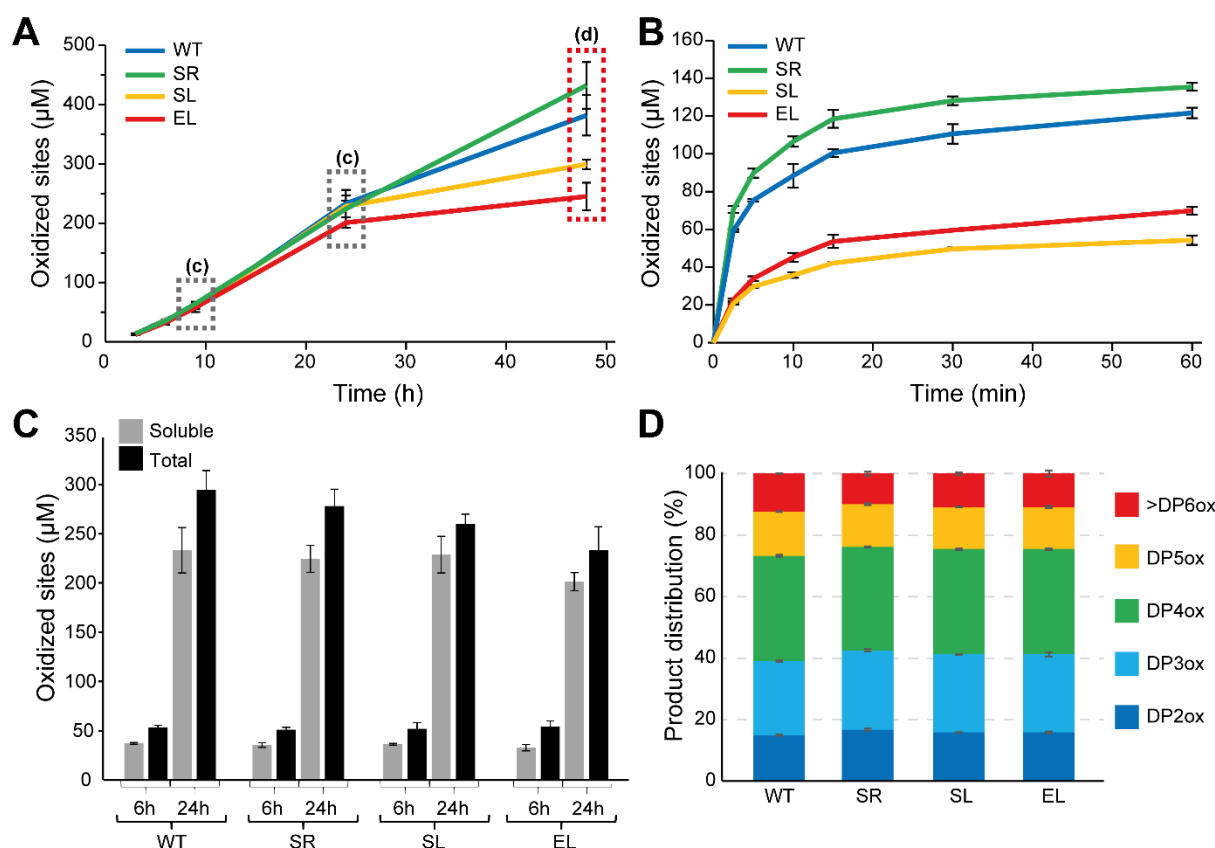 A
(d)
500
400
300
200
100
0
WT
SR
SL
EL
(c)
(c)
Oxidized sites (µM)
0
10
20
30
40
50
Time (h)
B
160
140
120
100
80
60
40
20
0
WT
SR
SL
EL
Oxidized sites (µM)
0
10
20
30
40
50
60
Time (min)
C
350
300
250
200
150
100
50
0
Soluble
Total
Oxidized sites (µM)
6h 24h 6h 24h 6h 24h 6h 24h
WT SR SL EL
D
100
80
60
40
20
0
Product distribution (%)
WT SR SL EL
>DP6ox
DP5ox
DP4ox
DP3ox
DP2ox